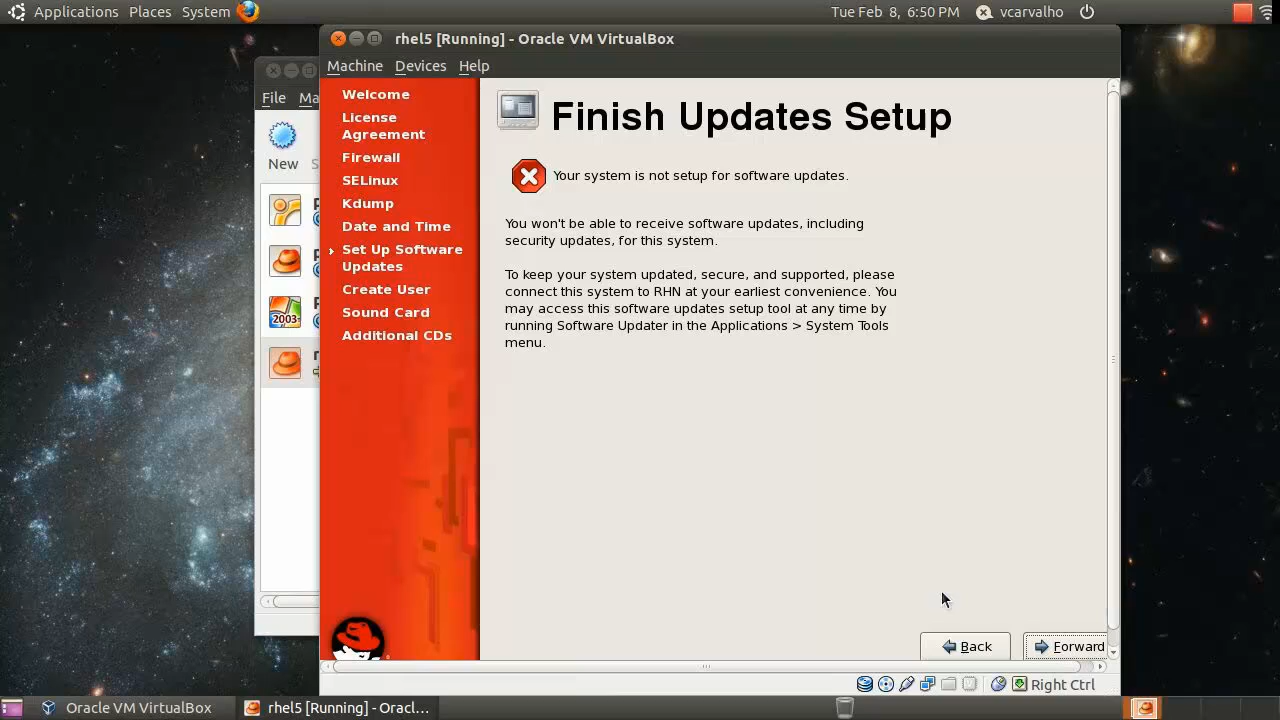 Applications Places System
Tue Feb 8, 6:50 PM vcarvalho
rhel5 [Running] - Oracle VM VirtualBox
Machine Devices Help
File Ma
New S
2003
Welcome
License
Agreement
Firewall
SELinux
Kdump
Date and Time
Set Up Software
Updates
Create User
Sound Card
Additional CDs
Finish Updates Setup
Your system is not setup for software updates.
You won't be able to receive software updates, including
security updates, for this system.
To keep your system updated, secure, and supported, please
connect this system to RHN at your earliest convenience. You
may access this software updates setup tool at any time by
running Software Updater in the Applications > System Tools
menu.
Back Forward
Right Ctrl
Oracle VM VirtualBox rhel5 [Running] - Oracl...